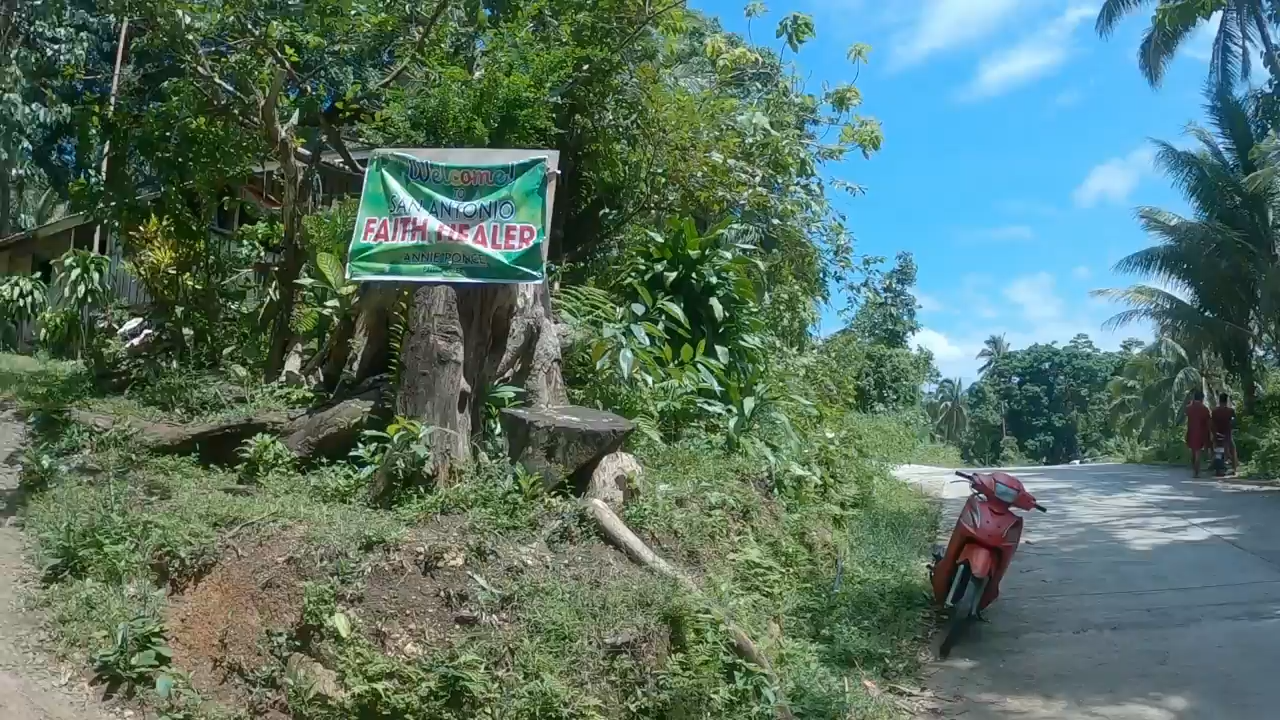 Welcome!
TO
SAN ANTONIO
FAITH HEALER
ANNIE PONCE